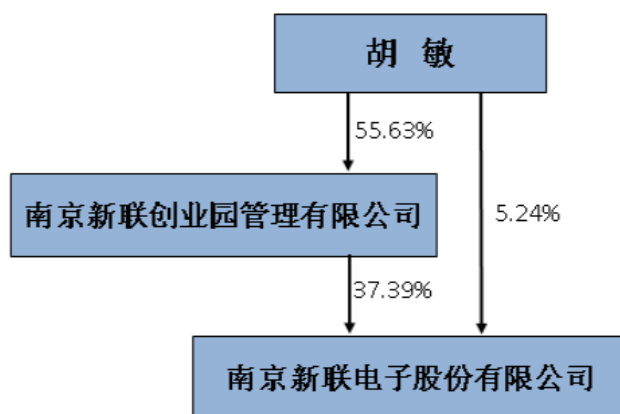 胡 敏
55.63%
南京新联创业园管理有限公司
5.24%
37.39%
南京新联电子股份有限公司